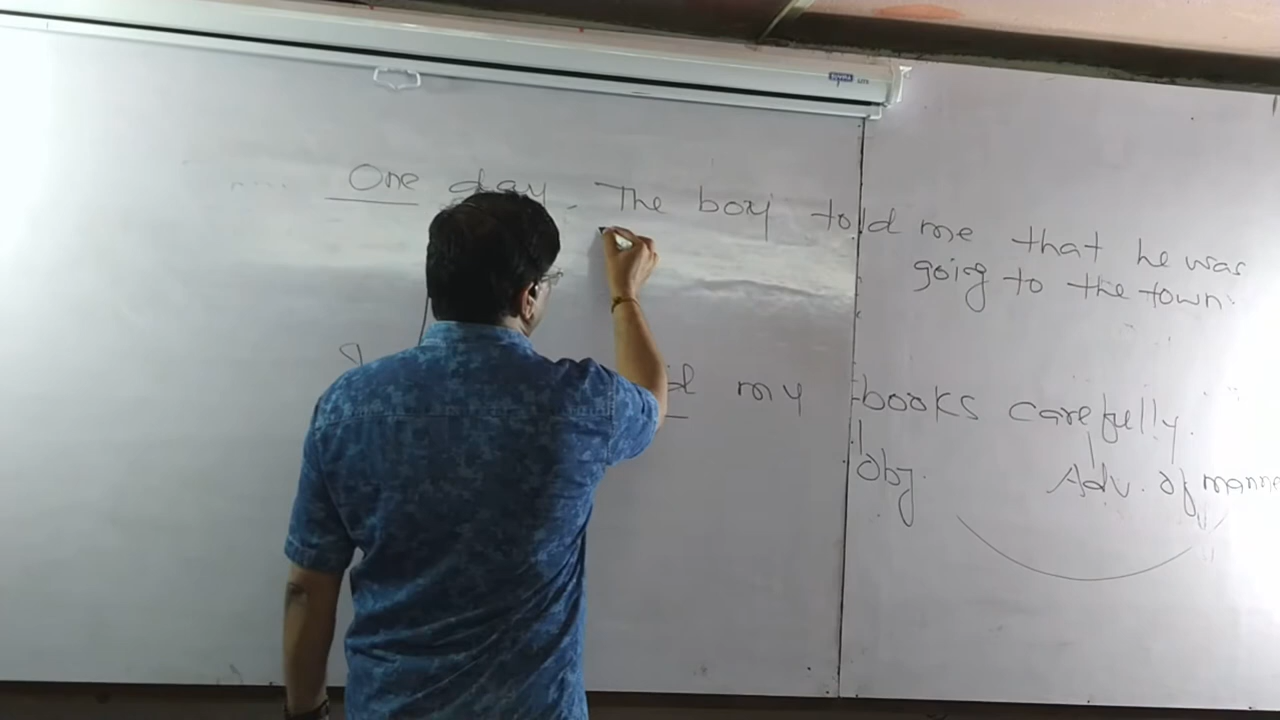 One day. The boy told me that he was
going to the town.
my books carefully.
Obj. Adv. of manne